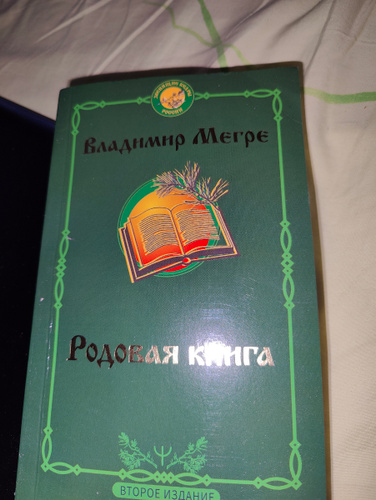 Владимир Мегре
Родовая книга
ВТОРОЕ ИЗДАНИЕ